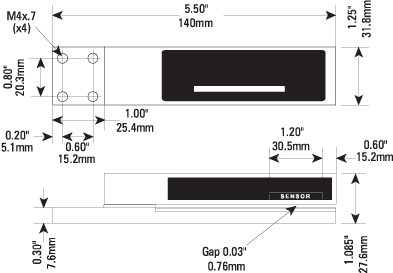 5.50"
140mm
M4x.7
(x4)
1.25"
31.8mm
0.80"
20.3mm
1.00"
25.4mm
0.20"
5.1mm
0.60"
15.2mm
1.20"
30.5mm
0.60"
15.2mm
SENSOR
0.30"
7.6mm
Gap 0.03"
0.76mm
1.085"
27.6mm